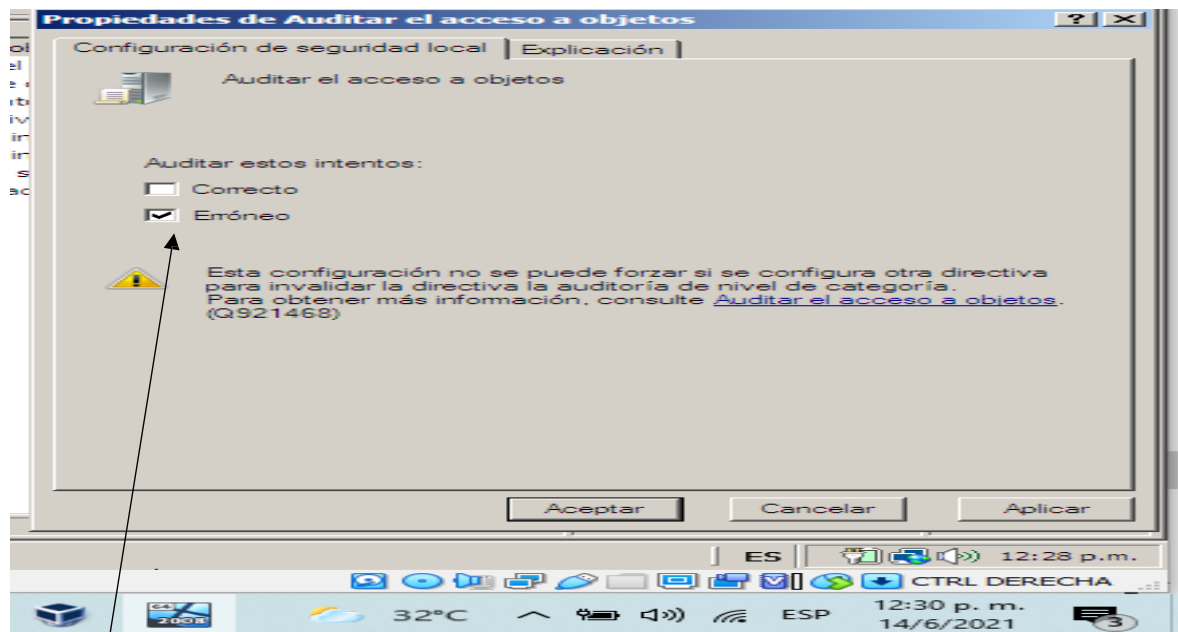 Propiedades de Auditar el acceso a objetos
Configuración de seguridad local
Explicación
Auditar el acceso a objetos
Auditar estos intentos:
Correcto
Erróneo
Esta configuración no se puede forzar si se configura otra directiva
para invalidar la directiva la auditoría de nivel de categoría.
Para obtener más información, consulte Auditar el acceso a objetos.
(Q921468)
Aceptar
Cancelar
Aplicar
ES
12:28 p.m.
CTRL DERECHA
64
2008
32°C
ESP
12:30 p. m.
14/6/2021
3